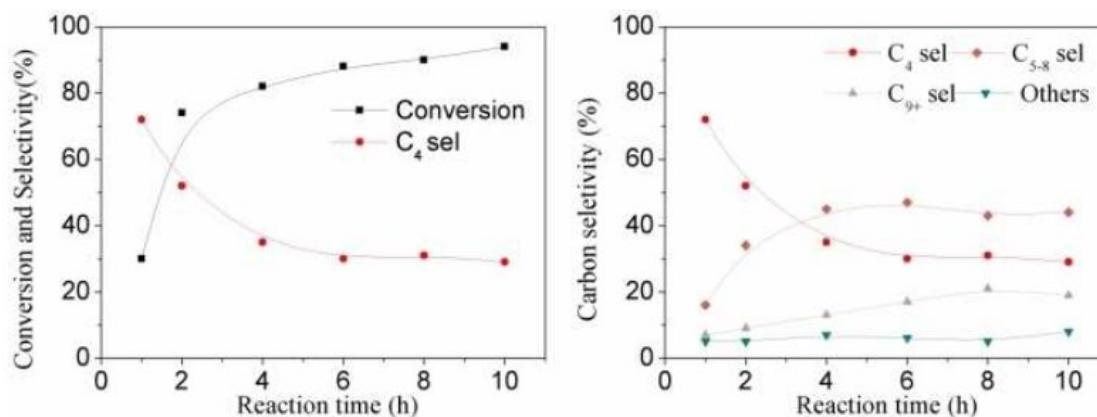 Conversion and Selectivity(%)
100
80
60
40
20
0
Conversion
C₄ sel
0 2 4 6 8 10
Reaction time (h)
Carbon seletivity (%)
100
80
60
40
20
0
C₄ sel C₅₋₈ sel
C₉₊ sel Others
0 2 4 6 8 10
Reaction time (h)